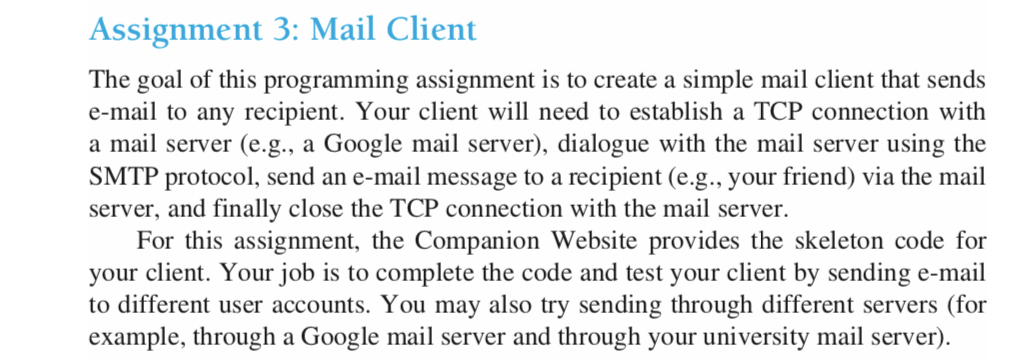 Assignment 3: Mail Client
The goal of this programming assignment is to create a simple mail client that sends
e-mail to any recipient. Your client will need to establish a TCP connection with
a mail server (e.g., a Google mail server), dialogue with the mail server using the
SMTP protocol, send an e-mail message to a recipient (e.g., your friend) via the mail
server, and finally close the TCP connection with the mail server.
For this assignment, the Companion Website provides the skeleton code for
your client. Your job is to complete the code and test your client by sending e-mail
to different user accounts. You may also try sending through different servers (for
example, through a Google mail server and through your university mail server).